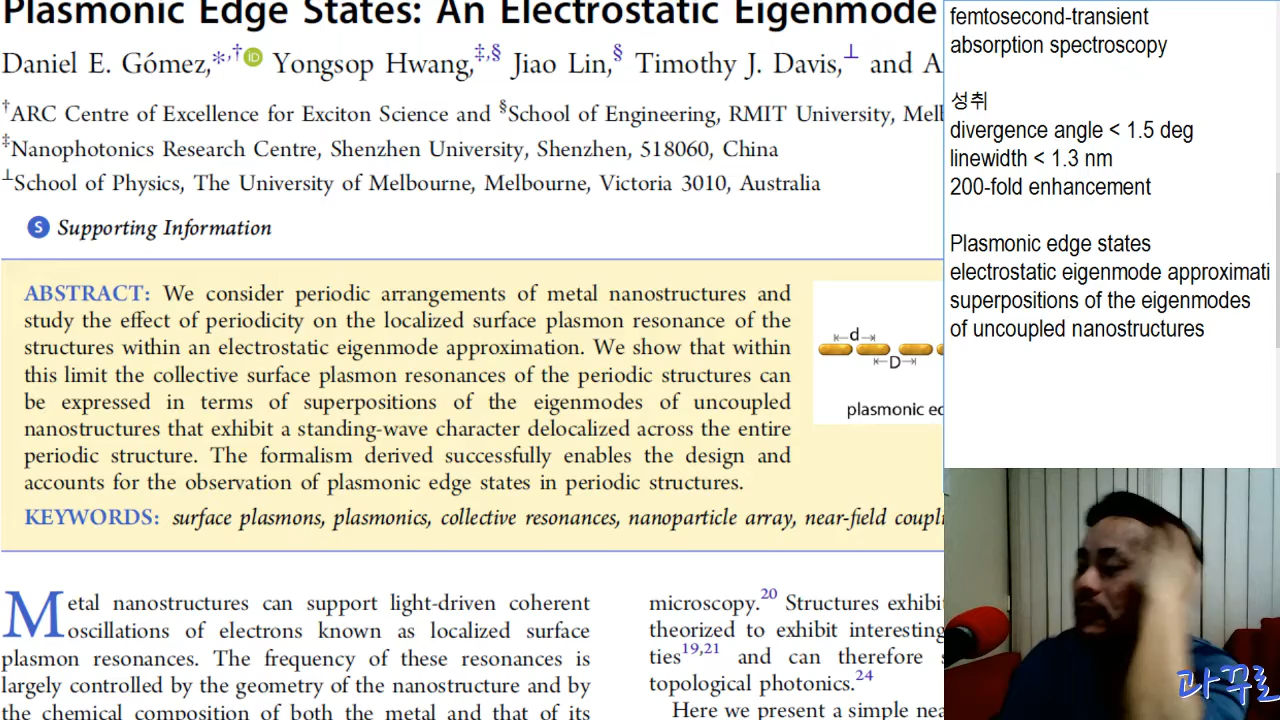 Plasmonic Edge States: An Electrostatic Eigenmode
Daniel E. Gómez,*,† iD Yongsop Hwang,‡,§ Jiao Lin,§ Timothy J. Davis,⊥ and A
†ARC Centre of Excellence for Exciton Science and §School of Engineering, RMIT University, Mel
‡Nanophotonics Research Centre, Shenzhen University, Shenzhen, 518060, China
⊥School of Physics, The University of Melbourne, Melbourne, Victoria 3010, Australia
S Supporting Information
ABSTRACT: We consider periodic arrangements of metal nanostructures and
study the effect of periodicity on the localized surface plasmon resonance of the
structures within an electrostatic eigenmode approximation. We show that within
this limit the collective surface plasmon resonances of the periodic structures can
be expressed in terms of superpositions of the eigenmodes of uncoupled
nanostructures that exhibit a standing-wave character delocalized across the entire
periodic structure. The formalism derived successfully enables the design and
accounts for the observation of plasmonic edge states in periodic structures.
d
D
plasmonic ed
KEYWORDS: surface plasmons, plasmonics, collective resonances, nanoparticle array, near-field coupli
Metal nanostructures can support light-driven coherent
oscillations of electrons known as localized surface
plasmon resonances. The frequency of these resonances is
largely controlled by the geometry of the nanostructure and by
the chemical composition of both the metal and that of its
microscopy.20 Structures exhibi
theorized to exhibit interesting
ties19,21 and can therefore s
topological photonics.24
Here we present a simple nea
femtosecond-transient
absorption spectroscopy
성취
divergence angle < 1.5 deg
linewidth < 1.3 nm
200-fold enhancement
Plasmonic edge states
electrostatic eigenmode approximati
superpositions of the eigenmodes
of uncoupled nanostructures
과꾸로